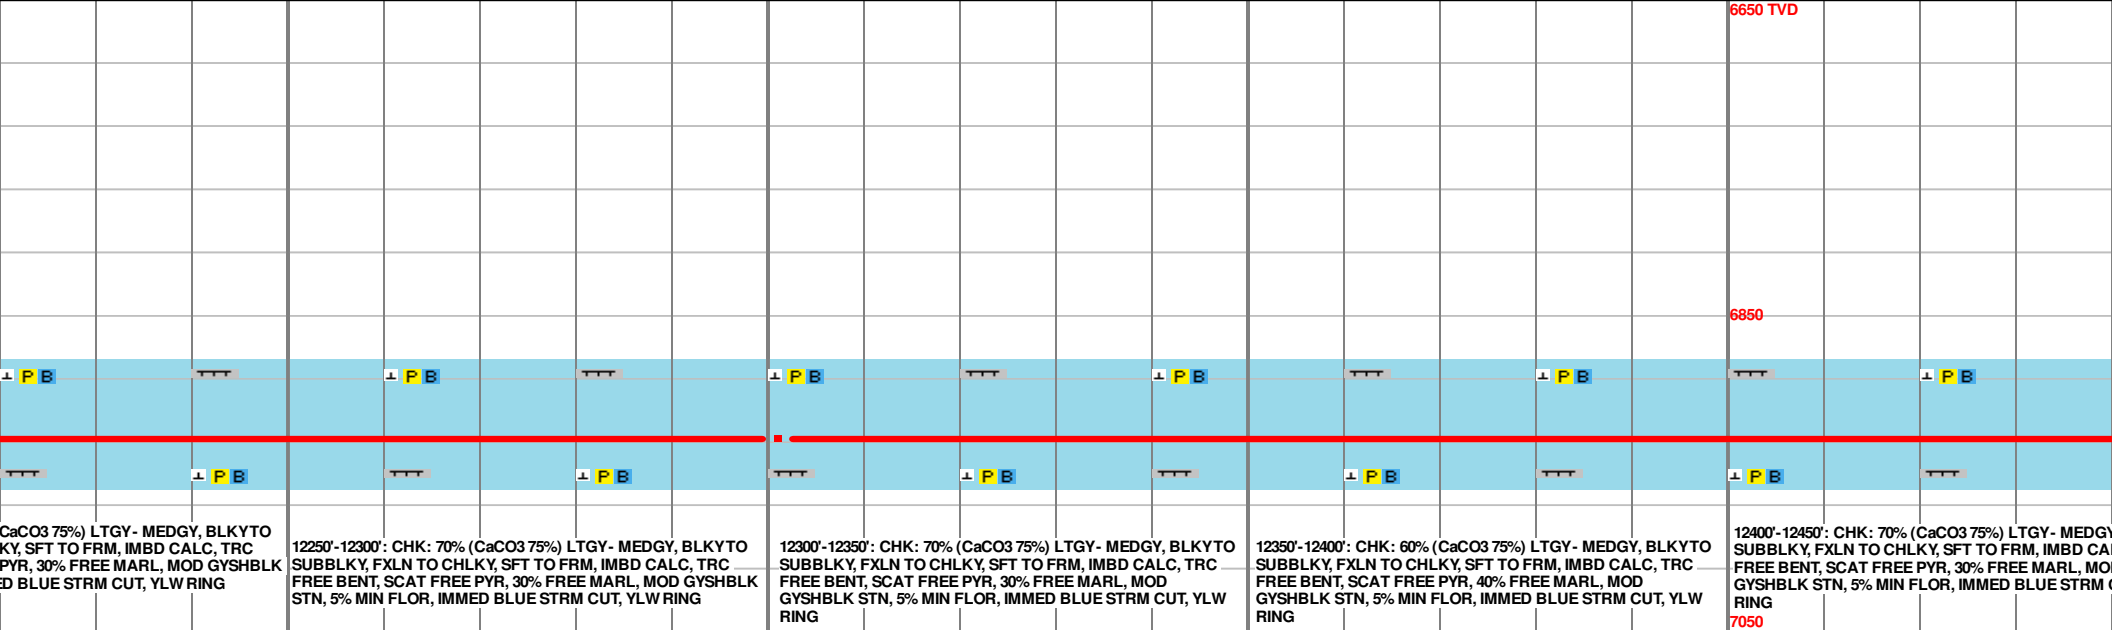 6650 TVD
6850
P B
P B
P B
P B
P B
P B
P B
P B
P B
P B
P B
CaCO3 75%) LTGY- MEDGY, BLKY TO
KY, SFT TO FRM, IMBD CALC, TRC
PYR, 30% FREE MARL, MOD GYSHBLK
ED BLUE STRM CUT, YLW RING
12250'-12300': CHK: 70% (CaCO3 75%) LTGY- MEDGY, BLKY TO
SUBBLKY, FXLN TO CHLKY, SFT TO FRM, IMBD CALC, TRC
FREE BENT, SCAT FREE PYR, 30% FREE MARL, MOD GYSHBLK
STN, 5% MIN FLOR, IMMED BLUE STRM CUT, YLW RING
12300'-12350': CHK: 70% (CaCO3 75%) LTGY- MEDGY, BLKY TO
SUBBLKY, FXLN TO CHLKY, SFT TO FRM, IMBD CALC, TRC
FREE BENT, SCAT FREE PYR, 30% FREE MARL, MOD
GYSHBLK STN, 5% MIN FLOR, IMMED BLUE STRM CUT, YLW
RING
12350'-12400': CHK: 60% (CaCO3 75%) LTGY- MEDGY, BLKY TO
SUBBLKY, FXLN TO CHLKY, SFT TO FRM, IMBD CALC, TRC
FREE BENT, SCAT FREE PYR, 40% FREE MARL, MOD
GYSHBLK STN, 5% MIN FLOR, IMMED BLUE STRM CUT, YLW
RING
12400'-12450': CHK: 70% (CaCO3 75%) LTGY- MEDGY
SUBBLKY, FXLN TO CHLKY, SFT TO FRM, IMBD CA
FREE BENT, SCAT FREE PYR, 30% FREE MARL, MO
GYSHBLK STN, 5% MIN FLOR, IMMED BLUE STRM
RING
7050